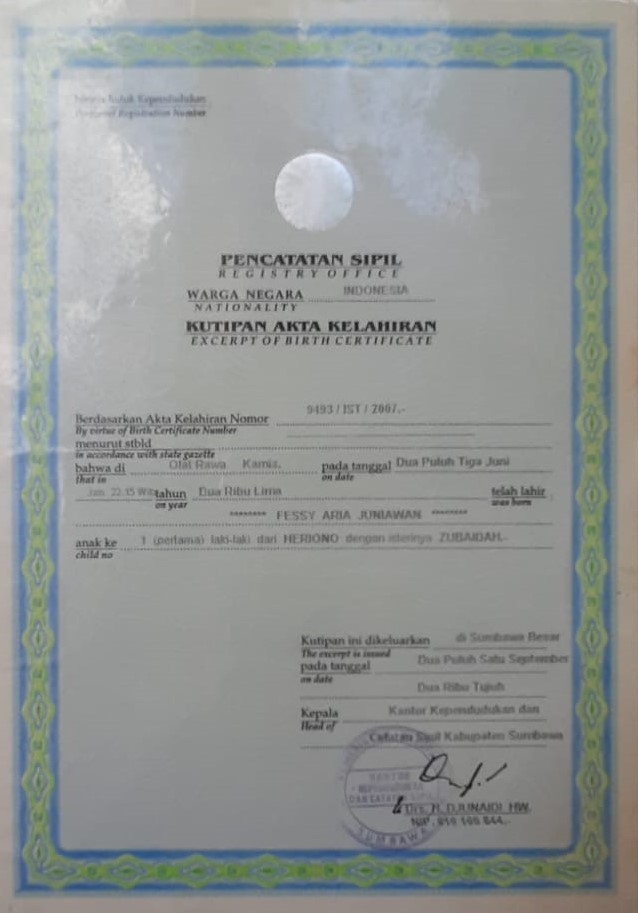 Nomor Induk Kependudukan
Personal Registration Number
PENCATATAN SIPIL
REGISTRY OFFICE
WARGA NEGARA INDONESIA
NATIONALITY
KUTIPAN AKTA KELAHIRAN
EXCERPT OF BIRTH CERTIFICATE
Berdasarkan Akta Kelahiran Nomor 9493 / IST / 2007.-
By virtue of Birth Certificate Number
menurut stbld
in accordance with state gazette
bahwa di Olat Rawa Kamis, pada tanggal Dua Puluh Tiga Juni
that in on date
Jam 22.15 Wita tahun Dua Ribu Lima telah lahir
on year was born
******** FESSY ARIA JUNIAWAN ********
anak ke 1 (pertama) laki-laki dari HERIONO dengan isterinya ZUBAIDAH.-
child no
Kutipan ini dikeluarkan di Sumbawa Besar
The excerpt is issued
pada tanggal Dua Puluh Satu September
on date
Dua Ribu Tujuh
Kepala Kantor Kependudukan dan
Head of
Catatan Sipil Kabupaten Sumbawa
KANTOR
KEPENDUDUKAN
DAN CATATAN SIPIL
SUMBAWA
Drs. H. DJUNAIDI HW.
NIP.